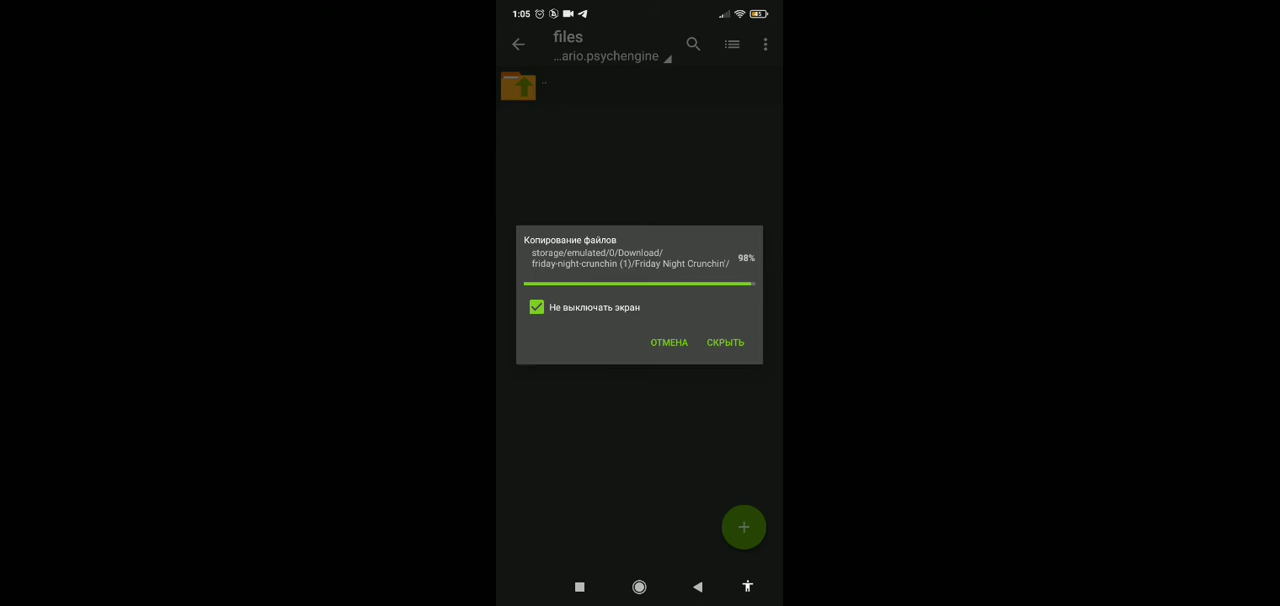 1:05
files
...ario.psychengine
..
Копирование файлов
storage/emulated/0/Download/
friday-night-crunchin (1)/Friday Night Crunchin'/
98%
Не выключать экран
ОТМЕНА СКРЫТЬ